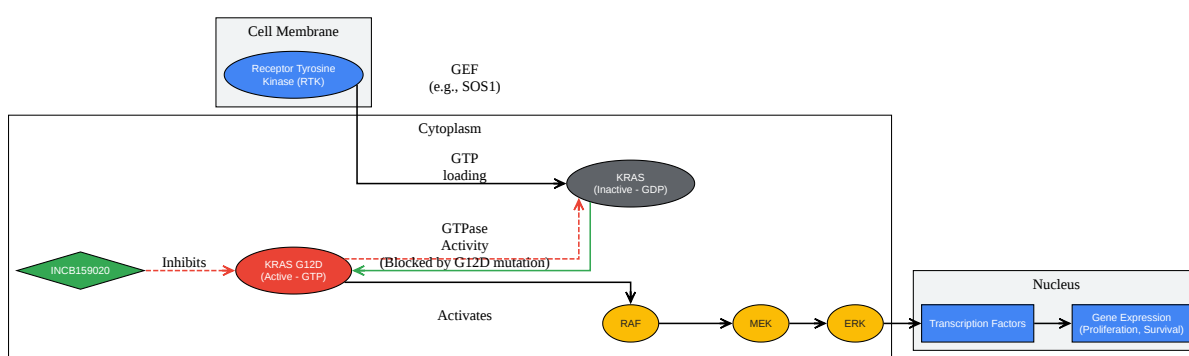 Cell Membrane
Receptor Tyrosine
Kinase (RTK)
GEF
(e.g., SOS1)
Cytoplasm
GTP
loading
KRAS
(Inactive - GDP)
GTPase
Activity
(Blocked by G12D mutation)
INCB159020
Inhibits
KRAS G12D
(Active - GTP)
Activates
RAF
MEK
ERK
Nucleus
Transcription Factors
Gene Expression
(Proliferation, Survival)